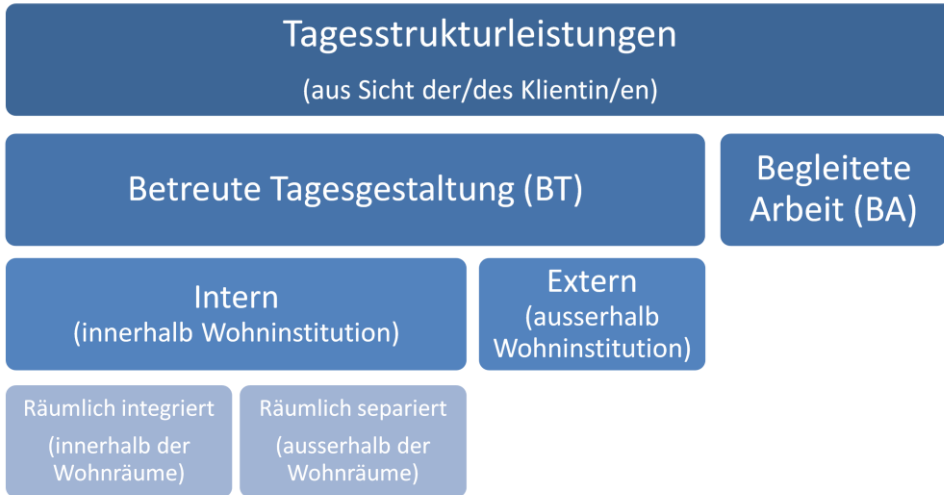 Tagesstrukturleistungen
(aus Sicht der/des Klientin/en)
Betreute Tagesgestaltung (BT)
Begleitete
Arbeit (BA)
Intern
(innerhalb Wohninstitution)
Extern
(ausserhalb
Wohninstitution)
Räumlich integriert
(innerhalb der
Wohnräume)
Räumlich separiert
(ausserhalb der
Wohnräume)